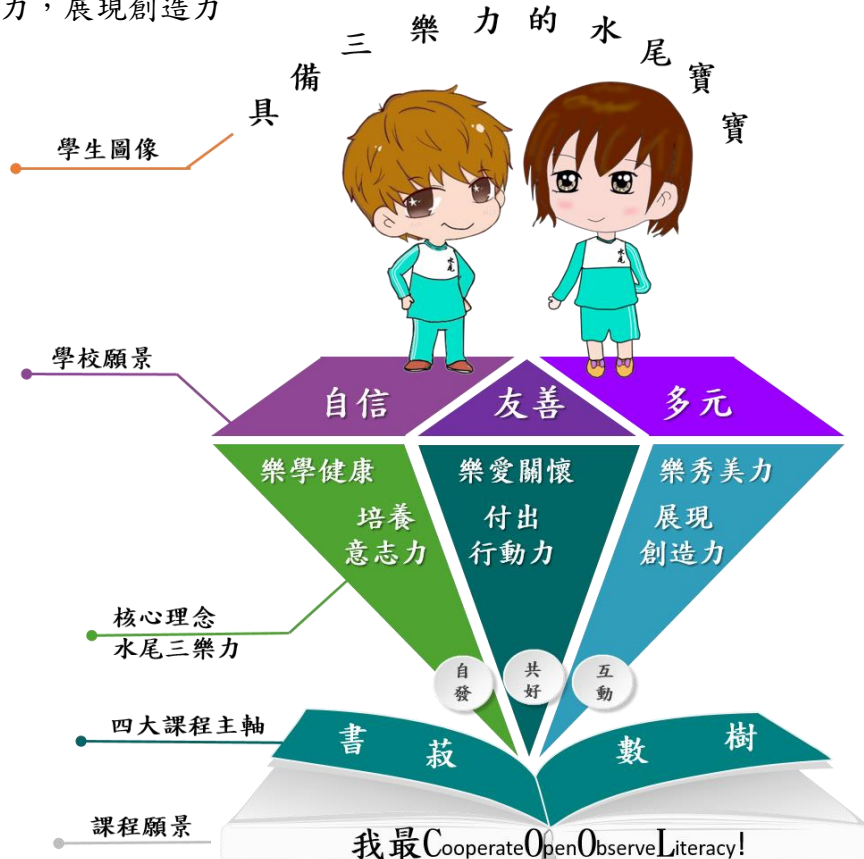 力，展現創造力
具備三樂力的水尾寶寶
學生圖像
水尾
水尾
學校願景
自信
友善
多元
樂學健康
培養
意志力
樂愛關懷
付出
行動力
樂秀美力
展現
創造力
核心理念
水尾三樂力
自發
共好
互動
四大課程主軸
書
菽
數
樹
課程願景
我最CooperateOpenObserveLiteracy!